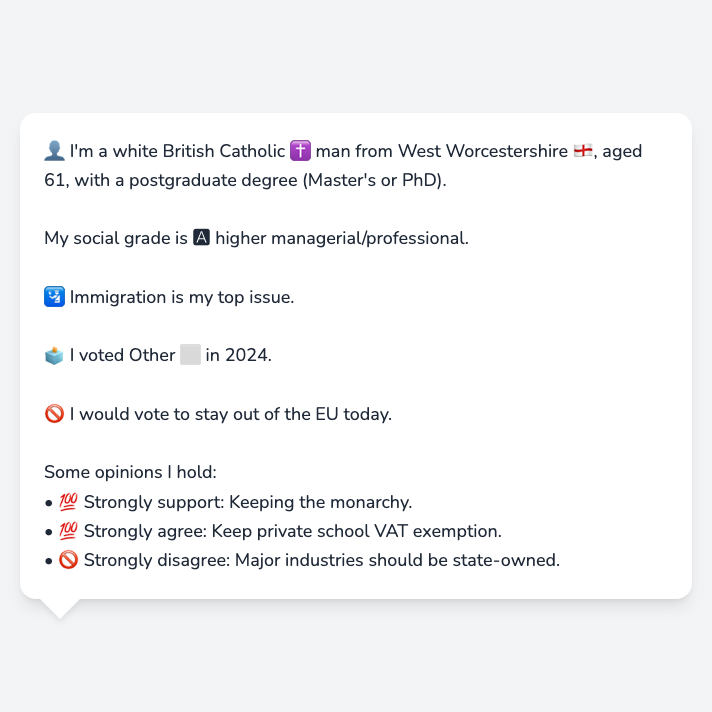 👤 I'm a white British Catholic ✝️ man from West Worcestershire 🏴󠁧󠁢󠁥󠁮󠁧󠁿, aged
61, with a postgraduate degree (Master's or PhD).
My social grade is 🅰 higher managerial/professional.
🛂 Immigration is my top issue.
🗳️ I voted Other ⬜ in 2024.
🚫 I would vote to stay out of the EU today.
Some opinions I hold:
• 💯 Strongly support: Keeping the monarchy.
• 💯 Strongly agree: Keep private school VAT exemption.
• 🚫 Strongly disagree: Major industries should be state-owned.